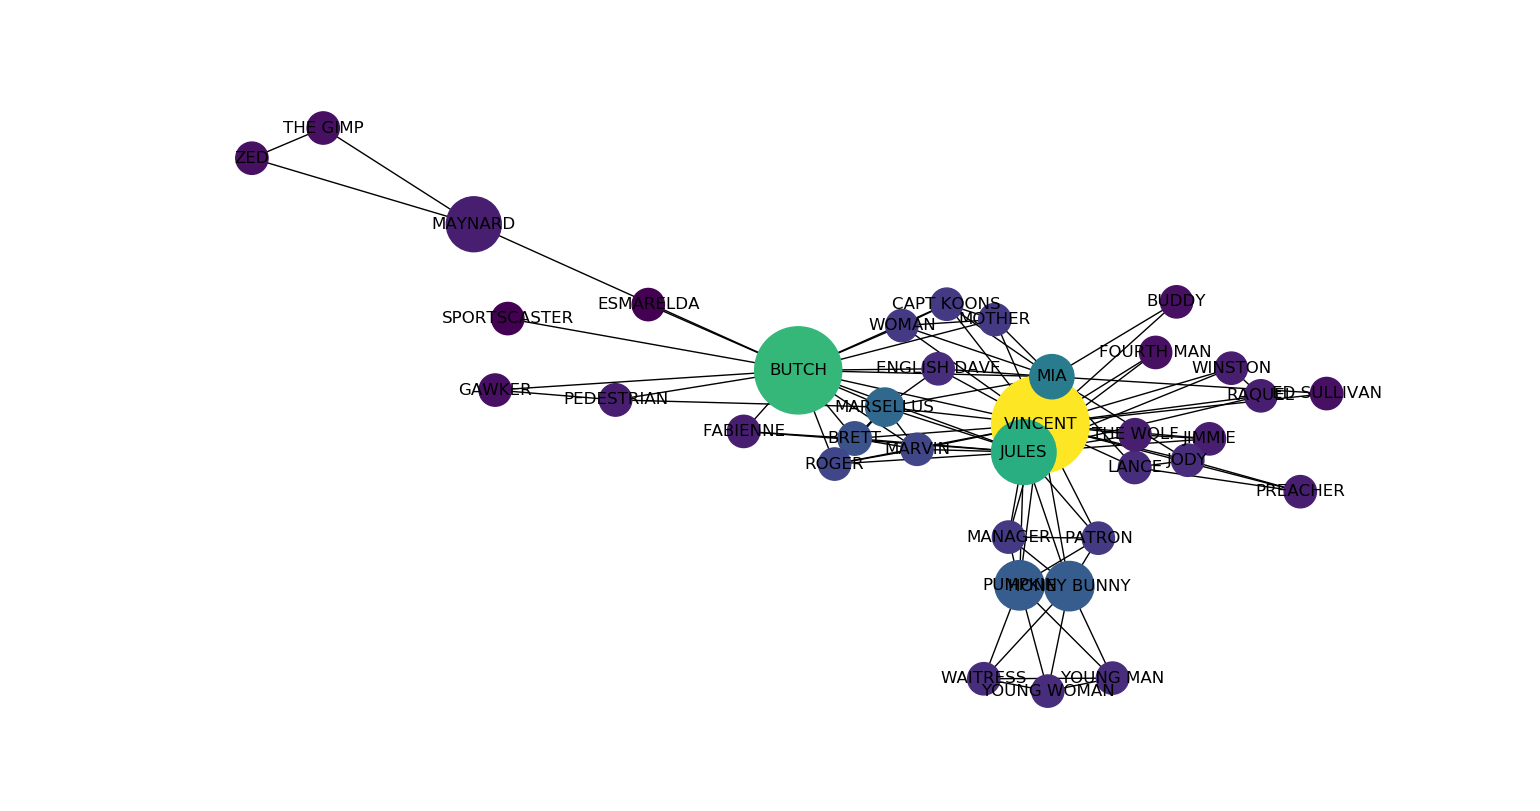 THE GIMP
ZED
MAYNARD
ESMARELDA
SPORTSCASTER
CAPT KOONS
MOTHER
WOMAN
BUDDY
FOURTH MAN
BUTCH
ENGLISH DAVE
MIA
WINSTON
GAWKER
PEDESTRIAN
RAQUEL
ED SULLIVAN
MARSELLUS
VINCENT
FABIENNE
BRETT
THE WOLF
JIMMIE
MARVIN
JULES
ROGER
LANCE
JODY
PREACHER
MANAGER
PATRON
PUMPKIN
HONEY BUNNY
WAITRESS
YOUNG MAN
YOUNG WOMAN